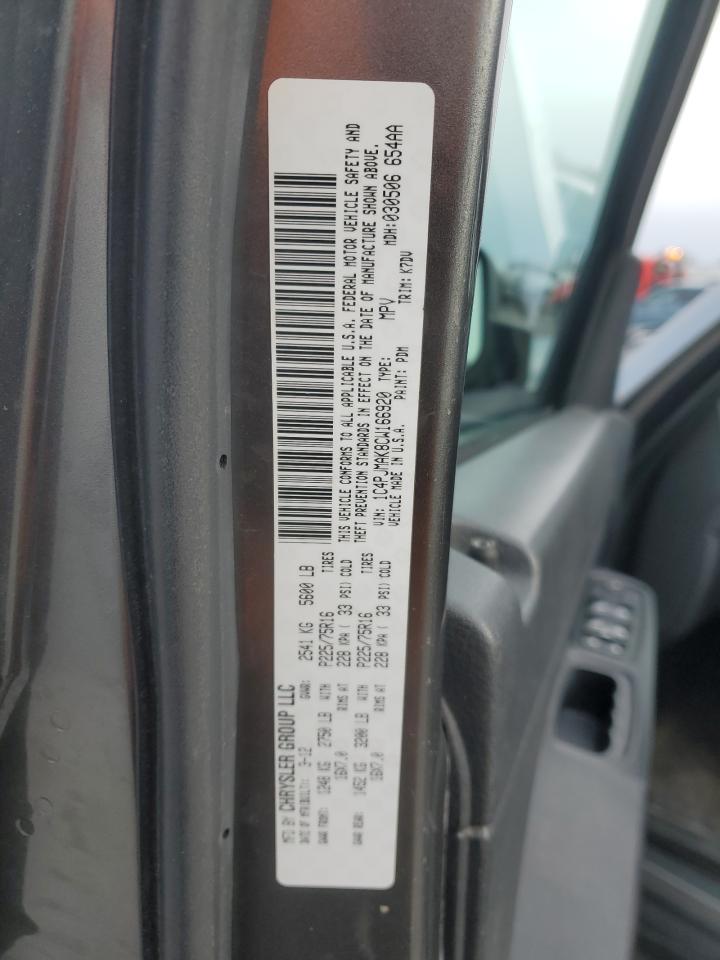 MFD BY CHRYSLER GROUP LLC
DATE OF MFR(BUILT): 3-12 GVWR: 2541 KG 5600 LB
GAWR FRONT: 1248 KG 2750 LB WITH P225/75R16 TIRES
16X7.0 RIMS AT 228 KPA ( 33 PSI) COLD
GAWR REAR: 1452 KG 3200 LB WITH P225/75R16 TIRES
16X7.0 RIMS AT 228 KPA ( 33 PSI) COLD
THIS VEHICLE CONFORMS TO ALL APPLICABLE U.S.A. FEDERAL MOTOR VEHICLE SAFETY AND
THEFT PREVENTION STANDARDS IN EFFECT ON THE DATE OF MANUFACTURE SHOWN ABOVE.
VIN: 1C4PJMAK8CW166920 TYPE: MPV MDH:030506 654AA
VEHICLE MADE IN U.S.A. PAINT: PDM TRIM: K7DV